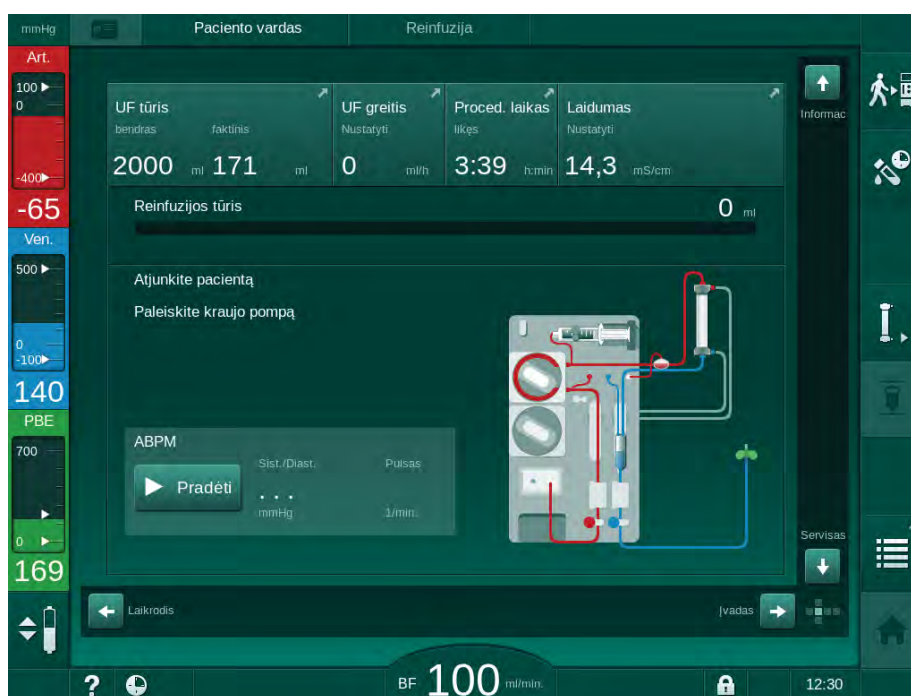 mmHg Paciento vardas Reinfuzija
Art.
100
0
-400
-65
Ven.
500
0
-100
140
PBE
700
0
169
UF tūris
bendras faktinis
2000 ml 171 ml
UF greitis
Nustatyti
0 ml/h
Proced. laikas
likęs
3:39 h:min
Laidumas
Nustatyti
14,3 mS/cm
Reinfuzijos tūris 0 ml
Atjunkite pacientą
Paleiskite kraujo pompą
ABPM
Sist./Diast. Pulsas
Pradėti . . .
mmHg 1/min.
Informac
Servisas
Laikrodis Įvadas
? BF 100 ml/min. 12:30